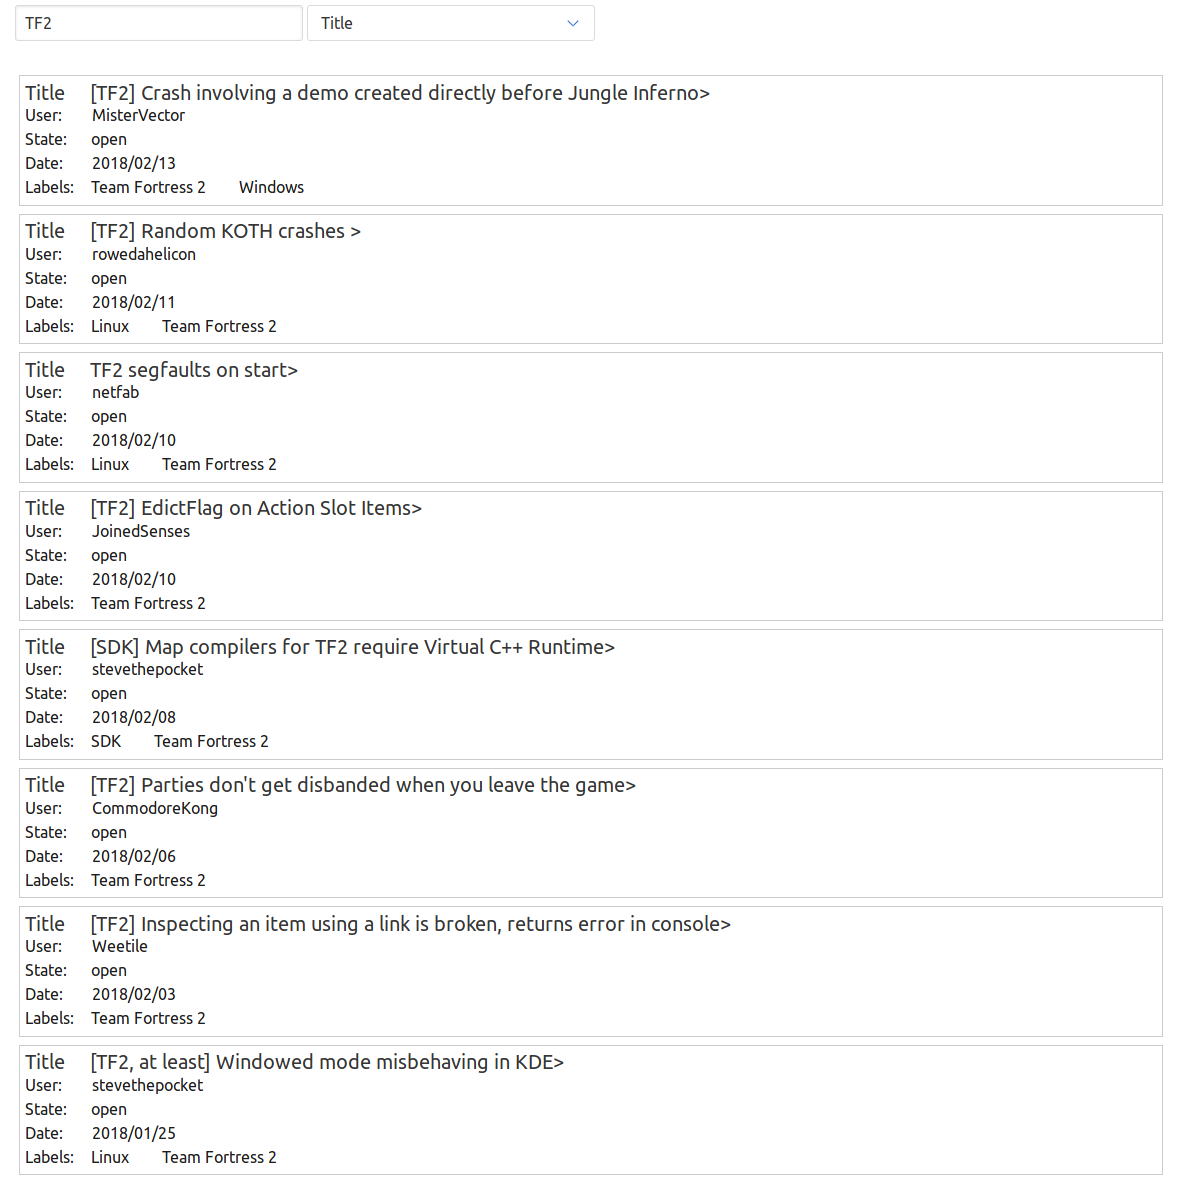 TF2 Title
Title [TF2] Crash involving a demo created directly before Jungle Inferno>
User: MisterVector
State: open
Date: 2018/02/13
Labels: Team Fortress 2 Windows
Title [TF2] Random KOTH crashes >
User: rowedahelicon
State: open
Date: 2018/02/11
Labels: Linux Team Fortress 2
Title TF2 segfaults on start>
User: netfab
State: open
Date: 2018/02/10
Labels: Linux Team Fortress 2
Title [TF2] EdictFlag on Action Slot Items>
User: JoinedSenses
State: open
Date: 2018/02/10
Labels: Team Fortress 2
Title [SDK] Map compilers for TF2 require Virtual C++ Runtime>
User: stevethepocket
State: open
Date: 2018/02/08
Labels: SDK Team Fortress 2
Title [TF2] Parties don't get disbanded when you leave the game>
User: CommodoreKong
State: open
Date: 2018/02/06
Labels: Team Fortress 2
Title [TF2] Inspecting an item using a link is broken, returns error in console>
User: Weetile
State: open
Date: 2018/02/03
Labels: Team Fortress 2
Title [TF2, at least] Windowed mode misbehaving in KDE>
User: stevethepocket
State: open
Date: 2018/01/25
Labels: Linux Team Fortress 2